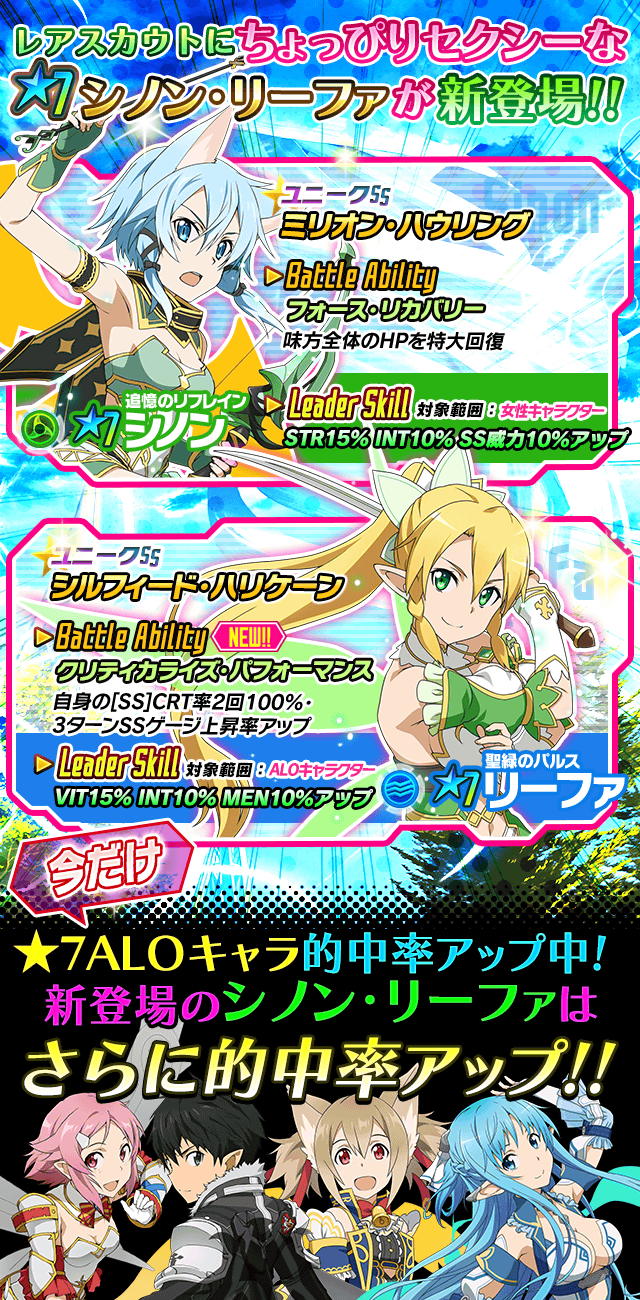 レアスカウトにちょっぴりセクシーな
★7シノン・リーファが新登場!!
Sinon
ユニークSS
ミリオン・ハウリング
Battle Ability
フォース・リカバリー
味方全体のHPを特大回復
追憶のリフレイン
★7 シノン
Leader Skill 対象範囲：女性キャラクター
STR15% INT10% SS威力10%アップ
fa
ユニークSS
シルフィード・ハリケーン
Battle Ability NEW!!
クリティカライズ・パフォーマンス
自身の[SS]CRT率2回100%・
3ターンSSゲージ上昇率アップ
Leader Skill 対象範囲：ALOキャラクター
VIT15% INT10% MEN10%アップ
聖緑のパルス
★7 リーファ
今だけ
★7ALOキャラ的中率アップ中!
新登場のシノン・リーファは
さらに的中率アップ!!